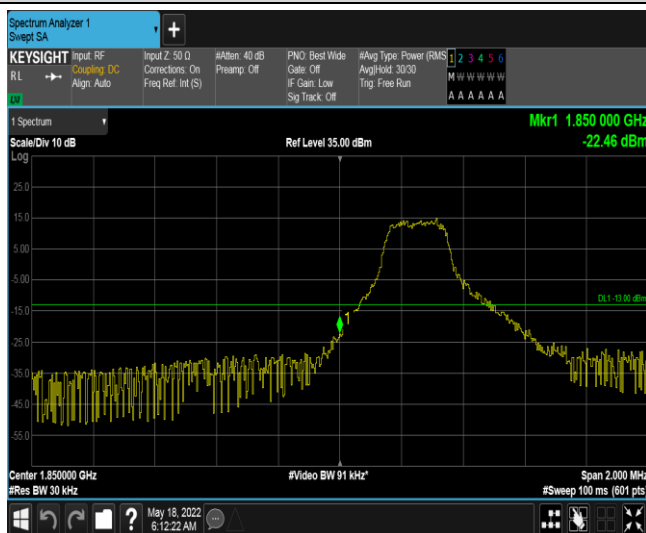 Spectrum Analyzer 1
Swept SA
+
KEYSIGHT
RL
Input: RF
Coupling: DC
Align: Auto
Input Z: 50 Ω
Corrections: On
Freq Ref: Int (S)
#Atten: 40 dB
Preamp: Off
PNO: Best Wide
Gate: Off
IF Gain: Low
Sig Track: Off
#Avg Type: Power (RMS
Avg|Hold: 30/30
Trig: Free Run
1 2 3 4 5 6
M W W W W W
A A A A A A
1 Spectrum
Scale/Div 10 dB
Ref Level 35.00 dBm
Mkr1 1.850 000 GHz
-22.46 dBm
Log
25.0
15.0
5.00
-5.00
-15.0
-25.0
-35.0
-45.0
-55.0
DL1 -13.00 dBm
1
Center 1.850000 GHz
#Video BW 91 kHz*
Span 2.000 MHz
#Res BW 30 kHz
#Sweep 100 ms (601 pts)
?
May 18, 2022
6:12:22 AM